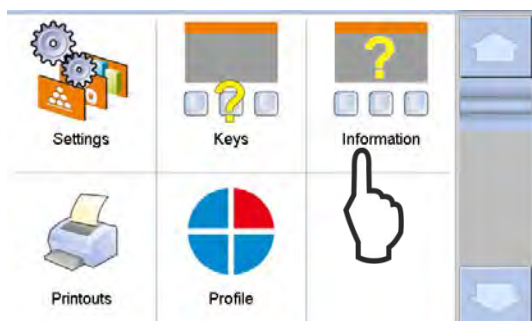 Settings
Keys
Information
Printouts
Profile